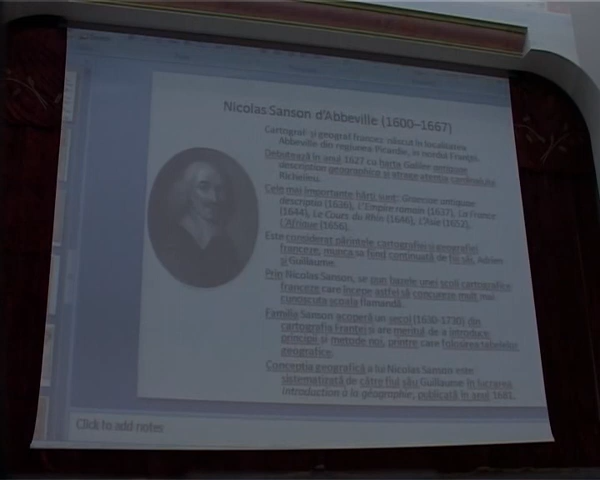 Nicolas Sanson d'Abbeville (1600–1667)
Cartograf și geograf francez născut în localitatea
Abbeville din regiunea Picardie, în nordul Franței.
Debutează în anul 1627 cu harta Galliae antiquae
descriptio geographica și atrage atenția cardinalului
Richelieu.
Cele mai importante hărți sunt: Graeciae antiquae
descriptio (1636), L'Empire romain (1637), La France
(1644), Le Cours du Rhin (1646), L'Asie (1652),
L'Afrique (1656).
Este considerat părintele cartografiei și geografiei
franceze, munca sa fiind continuată de fiii săi, Adrien
și Guillaume.
Prin Nicolas Sanson, se pun bazele unei școli cartografice
franceze care începe astfel să concureze mult mai
cunoscuta școala flamandă.
Familia Sanson acoperă un secol (1630-1730) din
cartografia Franței și are meritul de a introduce
principii și metode noi, printre care folosirea tabelelor
geografice.
Concepția geografică a lui Nicolas Sanson este
sistematizată de către fiul său Guillaume în lucrarea
Introduction à la géographie, publicată în anul 1681.
Click to add notes